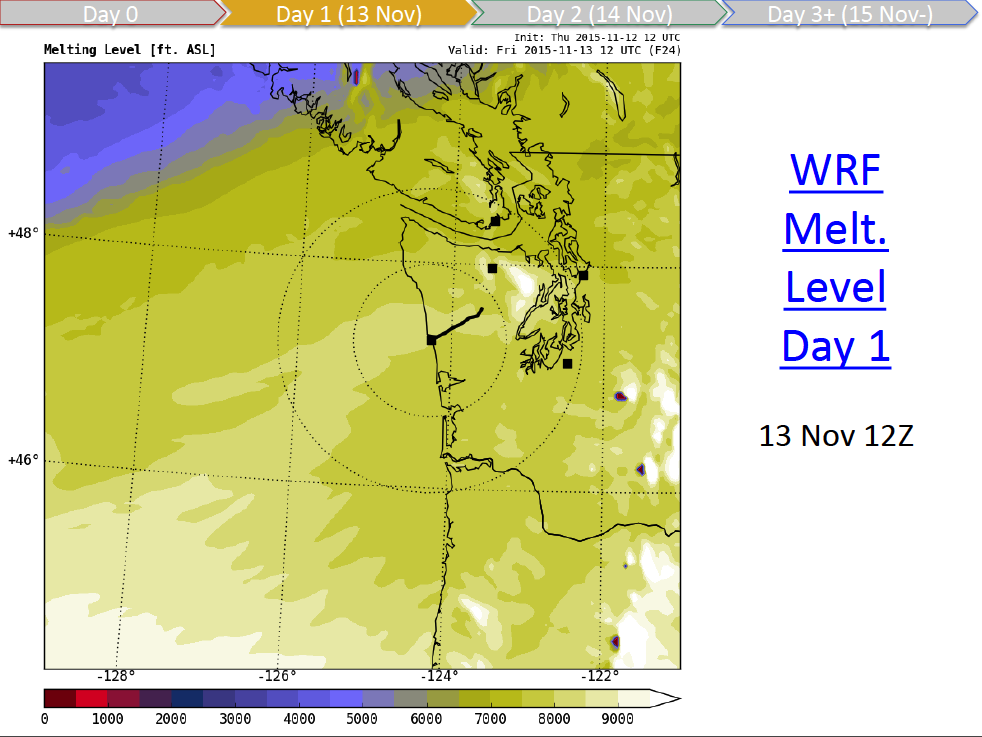 Day 0
Day 1 (13 Nov)
Day 2 (14 Nov)
Day 3+ (15 Nov-)
Init: Thu 2015-11-12 12 UTC
Melting Level [ft. ASL]
Valid: Fri 2015-11-13 12 UTC (F24)
WRF
Melt.
Level
Day 1
13 Nov 12Z
+48°
+46°
-128°
-126°
-124°
-122°
0 1000 2000 3000 4000 5000 6000 7000 8000 9000